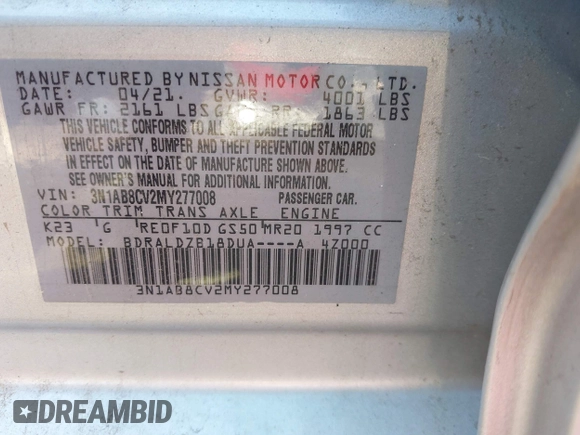 MANUFACTURED BY NISSAN MOTOR CO., LTD.
DATE: 04/21. GVWR: 4001 LBS
GAWR FR: 2161 LBS G RR 1863 LBS
THIS VEHICLE CONFORMS TO ALL APPLICABLE FEDERAL MOTOR
VEHICLE SAFETY, BUMPER AND THEFT PREVENTION STANDARDS
IN EFFECT ON THE DATE OF MANUFACTURE SHOWN ABOVE.
SEE OWNER'S MANUAL FOR ADDITIONAL INFORMATION.
VIN: 3N1AB8CV2MY277008 PASSENGER CAR.
COLOR TRIM TRANS AXLE ENGINE
K23 G RE0F10D GS50 MR20 1997 CC
MODEL: BDRALDZB18DUA----A 4Z000
3N1AB8CV2MY277008
DREAMBID